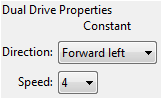 Dual Drive Properties
Constant
Direction: Forward left
Speed: 4